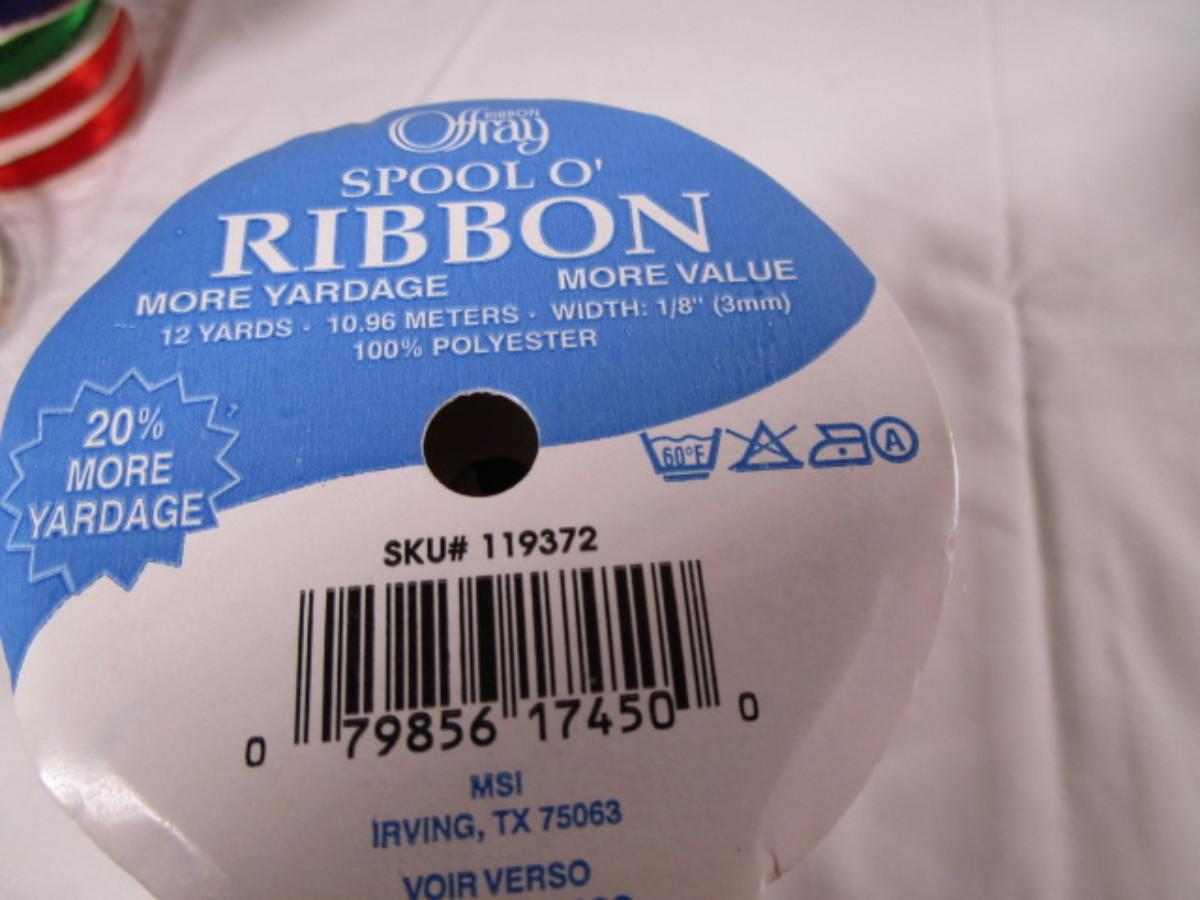 Offray RIBBON
SPOOL O'
RIBBON
MORE YARDAGE MORE VALUE
12 YARDS · 10.96 METERS · WIDTH: 1/8" (3mm)
100% POLYESTER
20%
MORE
YARDAGE
60°F A
SKU# 119372
0 79856 17450 0
MSI
IRVING, TX 75063
VOIR VERSO